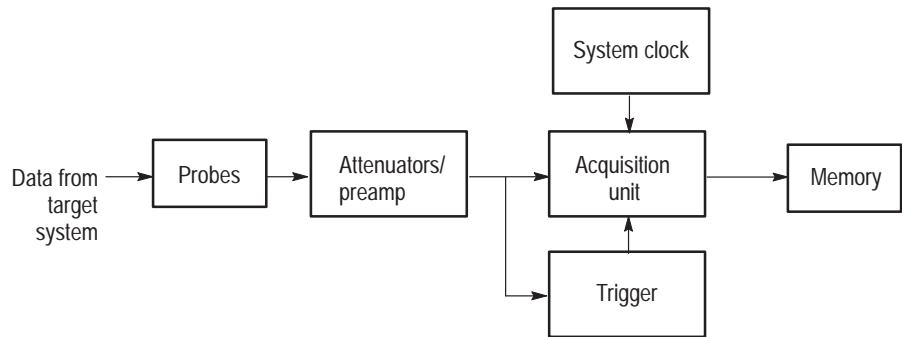 System clock
Data from
target
system
Probes
Attenuators/
preamp
Acquisition
unit
Memory
Trigger